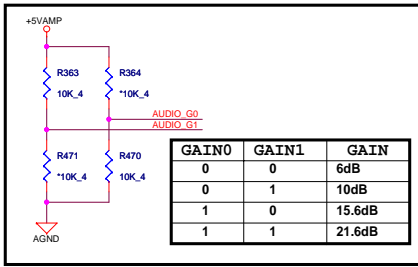 +5VAMP
R363
R364
10K_4
*10K_4
AUDIO_G0
AUDIO_G1
R471
R470
*10K_4
10K_4
AGND
GAIN0 GAIN1 GAIN
0 0 6dB
0 1 10dB
1 0 15.6dB
1 1 21.6dB